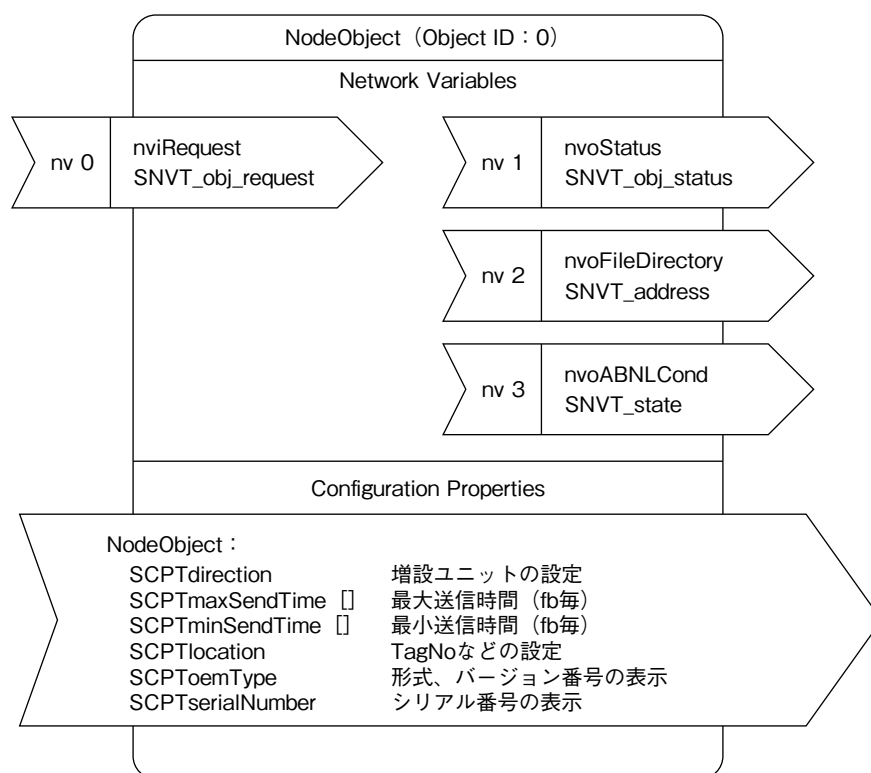 NodeObject（Object ID：0）
Network Variables
nv 0
nviRequest
SNVT_obj_request
nv 1
nvoStatus
SNVT_obj_status
nv 2
nvoFileDirectory
SNVT_address
nv 3
nvoABNLCond
SNVT_state
Configuration Properties
NodeObject：
SCPTdirection 増設ユニットの設定
SCPTmaxSendTime [] 最大送信時間（fb毎）
SCPTminSendTime [] 最小送信時間（fb毎）
SCPTlocation TagNoなどの設定
SCPToemType 形式、バージョン番号の表示
SCPTserialNumber シリアル番号の表示